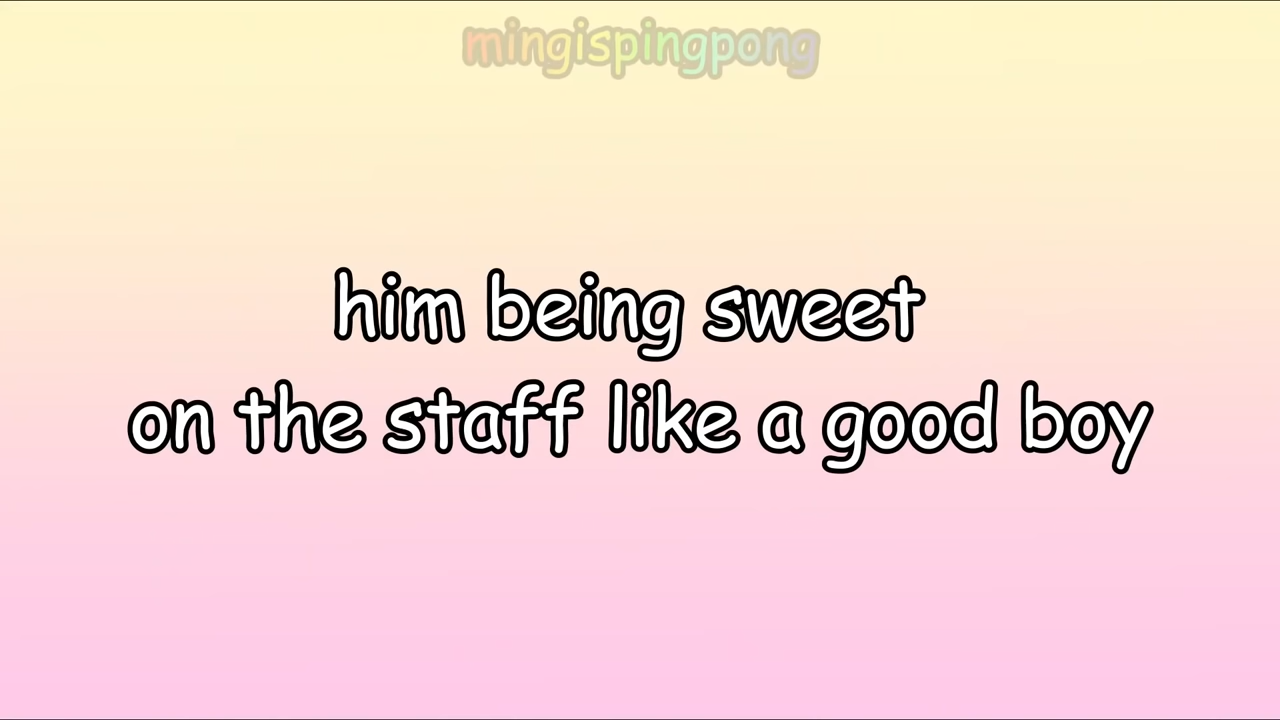 mingispingpong
him being sweet
on the staff like a good boy